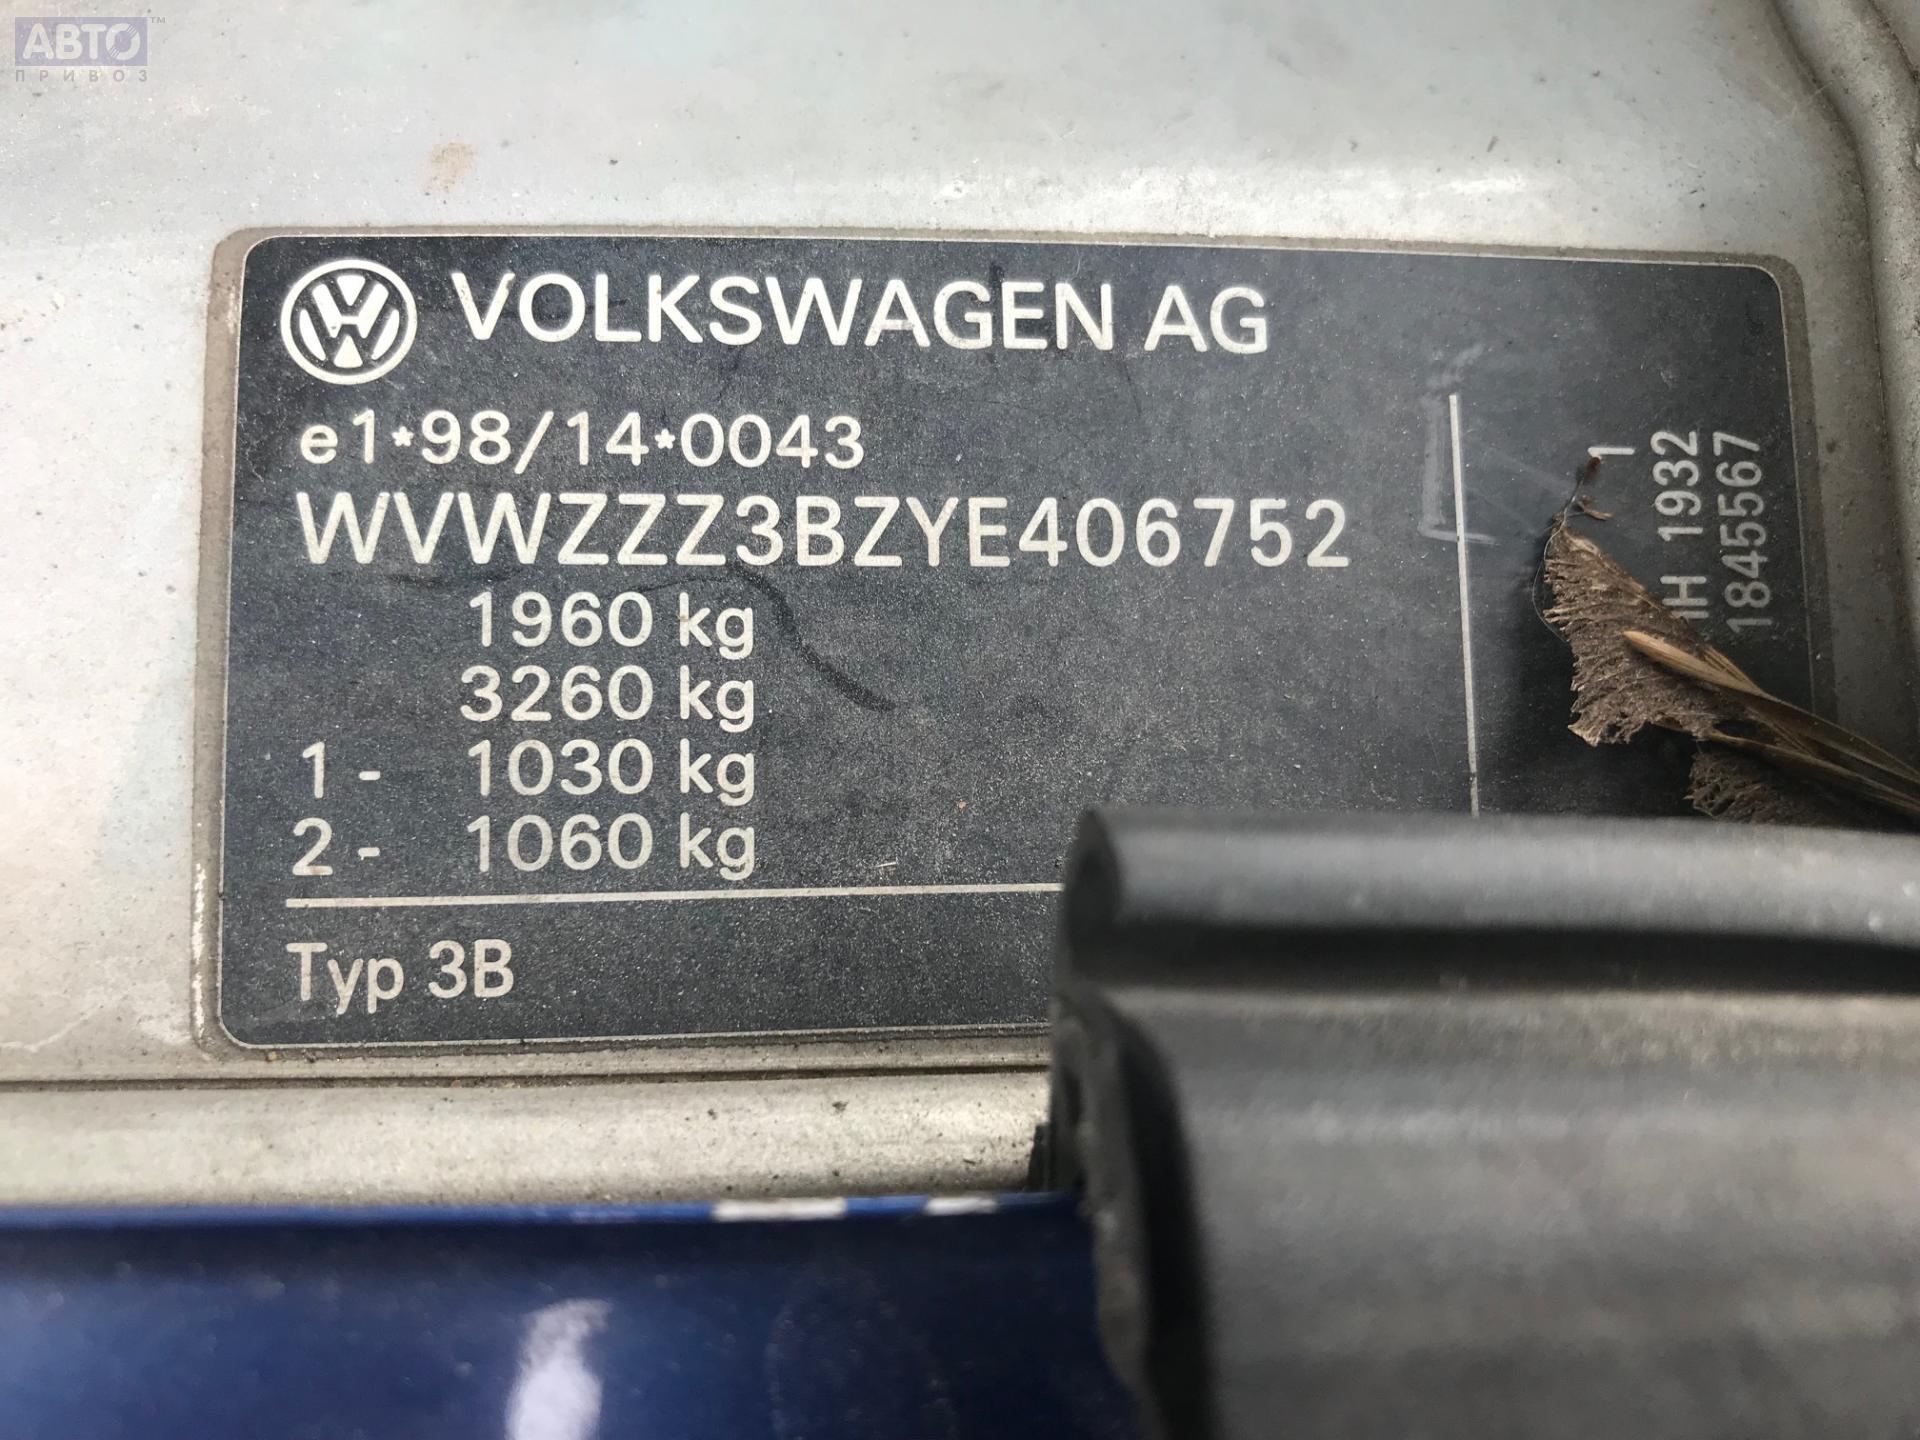 АВТО™
ПРИВОЗ
VOLKSWAGEN AG
e1*98/14*0043
WVWZZZ3BZYE406752
1960 kg
3260 kg
1 - 1030 kg
2 - 1060 kg
Typ 3B
1
1932
1845567